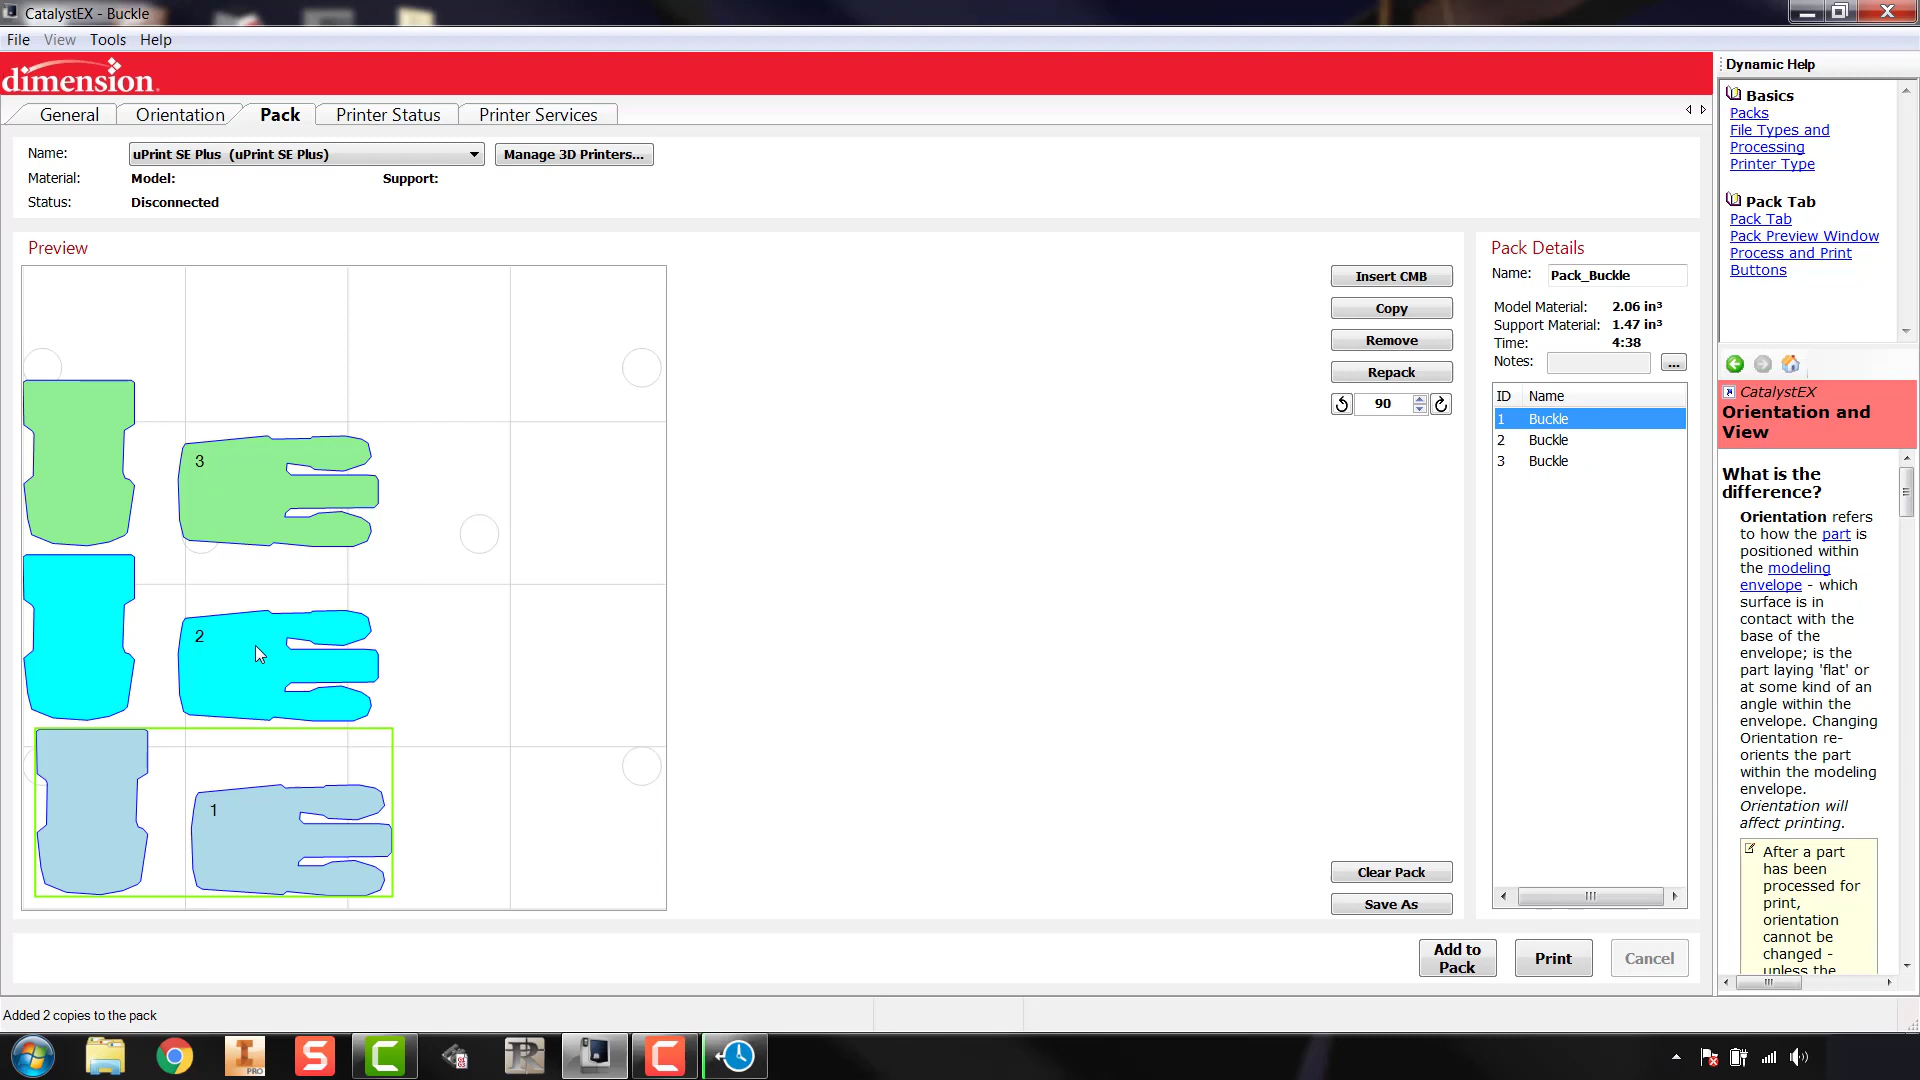 CatalystEX - Buckle
File View Tools Help
dimension
General Orientation Pack Printer Status Printer Services
Name: uPrint SE Plus (uPrint SE Plus) Manage 3D Printers...
Material: Model: Support:
Status: Disconnected
Preview
3
2
1
Insert CMB
Copy
Remove
Repack
90
Clear Pack
Save As
Pack Details
Name: Pack_Buckle
Model Material: 2.06 in³
Support Material: 1.47 in³
Time: 4:38
Notes: ...
ID Name
1 Buckle
2 Buckle
3 Buckle
Add to
Pack
Print
Cancel
Dynamic Help
Basics
Packs
File Types and
Processing
Printer Type
Pack Tab
Pack Tab
Pack Preview Window
Process and Print
Buttons
CatalystEX
Orientation and
View
What is the
difference?
Orientation refers
to how the part is
positioned within
the modeling
envelope - which
surface is in
contact with the
base of the
envelope; is the
part laying 'flat' or
at some kind of an
angle within the
envelope. Changing
Orientation re-
orients the part
within the modeling
envelope.
Orientation will
affect printing.
After a part
has been
processed for
print,
orientation
cannot be
changed -
unless the
Added 2 copies to the pack
PRO